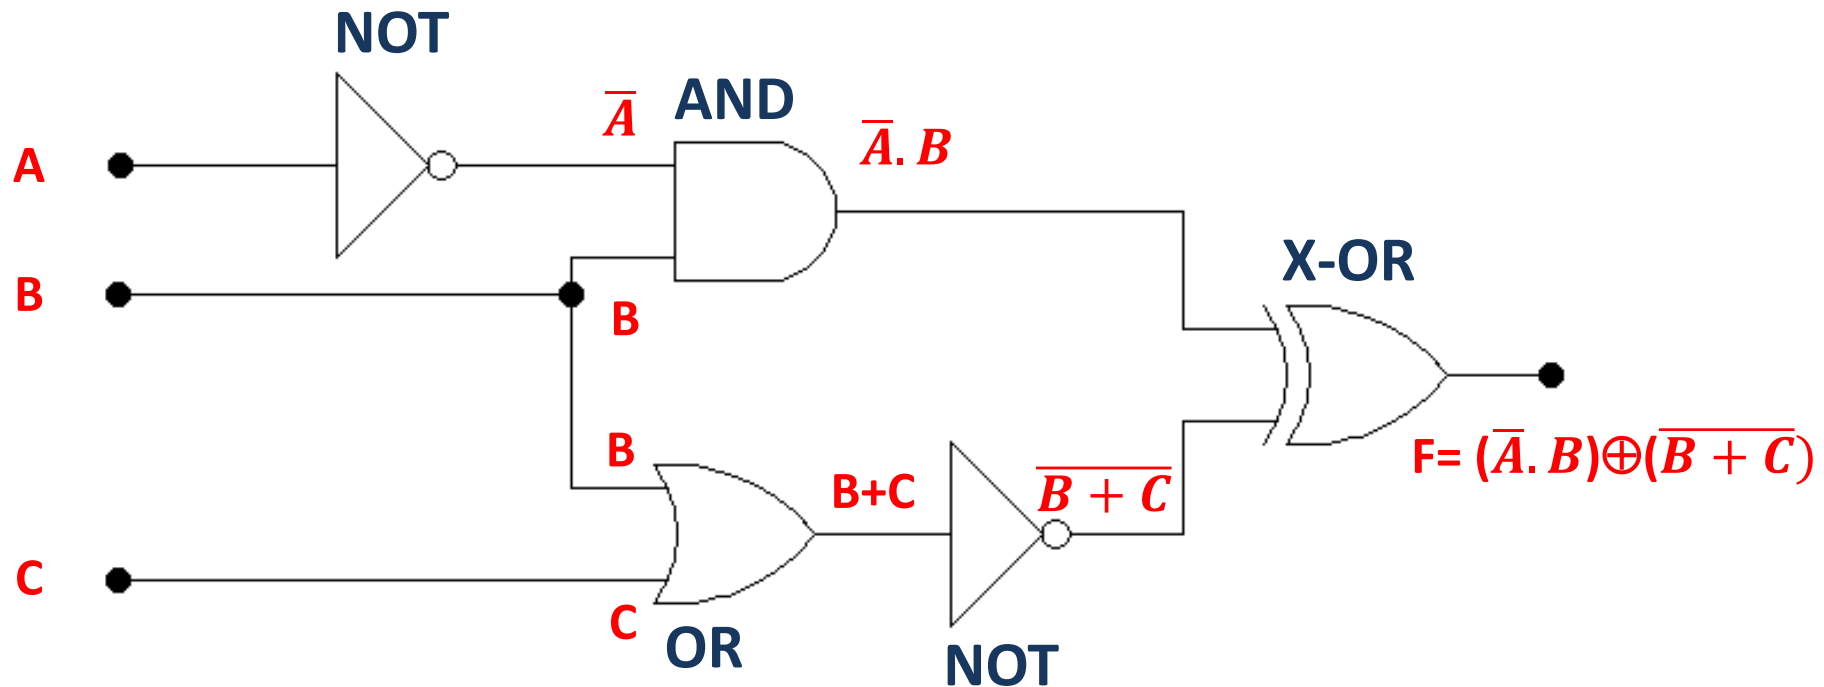 NOT
A̅
AND
A̅. B
A
B
B
X-OR
B
B+C
B̅ ̅+̅ ̅C̅
F= (A̅. B)⊕(B̅ ̅+̅ ̅C̅)
C
C
OR
NOT